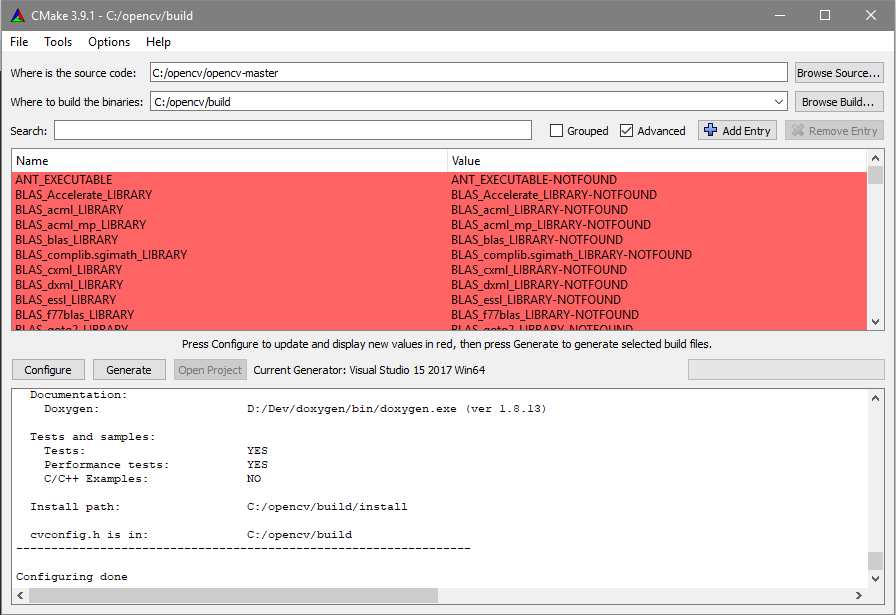 CMake 3.9.1 - C:/opencv/build
File Tools Options Help
Where is the source code: C:/opencv/opencv-master Browse Source...
Where to build the binaries: C:/opencv/build Browse Build...
Search: Grouped Advanced Add Entry Remove Entry
Name Value
ANT_EXECUTABLE ANT_EXECUTABLE-NOTFOUND
BLAS_Accelerate_LIBRARY BLAS_Accelerate_LIBRARY-NOTFOUND
BLAS_acml_LIBRARY BLAS_acml_LIBRARY-NOTFOUND
BLAS_acml_mp_LIBRARY BLAS_acml_mp_LIBRARY-NOTFOUND
BLAS_blas_LIBRARY BLAS_blas_LIBRARY-NOTFOUND
BLAS_complib.sgimath_LIBRARY BLAS_complib.sgimath_LIBRARY-NOTFOUND
BLAS_cxml_LIBRARY BLAS_cxml_LIBRARY-NOTFOUND
BLAS_dxml_LIBRARY BLAS_dxml_LIBRARY-NOTFOUND
BLAS_essl_LIBRARY BLAS_essl_LIBRARY-NOTFOUND
BLAS_f77blas_LIBRARY BLAS_f77blas_LIBRARY-NOTFOUND
BLAS_goto2_LIBRARY BLAS_goto2_LIBRARY-NOTFOUND
Press Configure to update and display new values in red, then press Generate to generate selected build files.
Configure Generate Open Project Current Generator: Visual Studio 15 2017 Win64
Documentation:
Doxygen: D:/Dev/doxygen/bin/doxygen.exe (ver 1.8.13)
Tests and samples:
Tests: YES
Performance tests: YES
C/C++ Examples: NO
Install path: C:/opencv/build/install
cvconfig.h is in: C:/opencv/build
-----------------------------------------------------------------
Configuring done